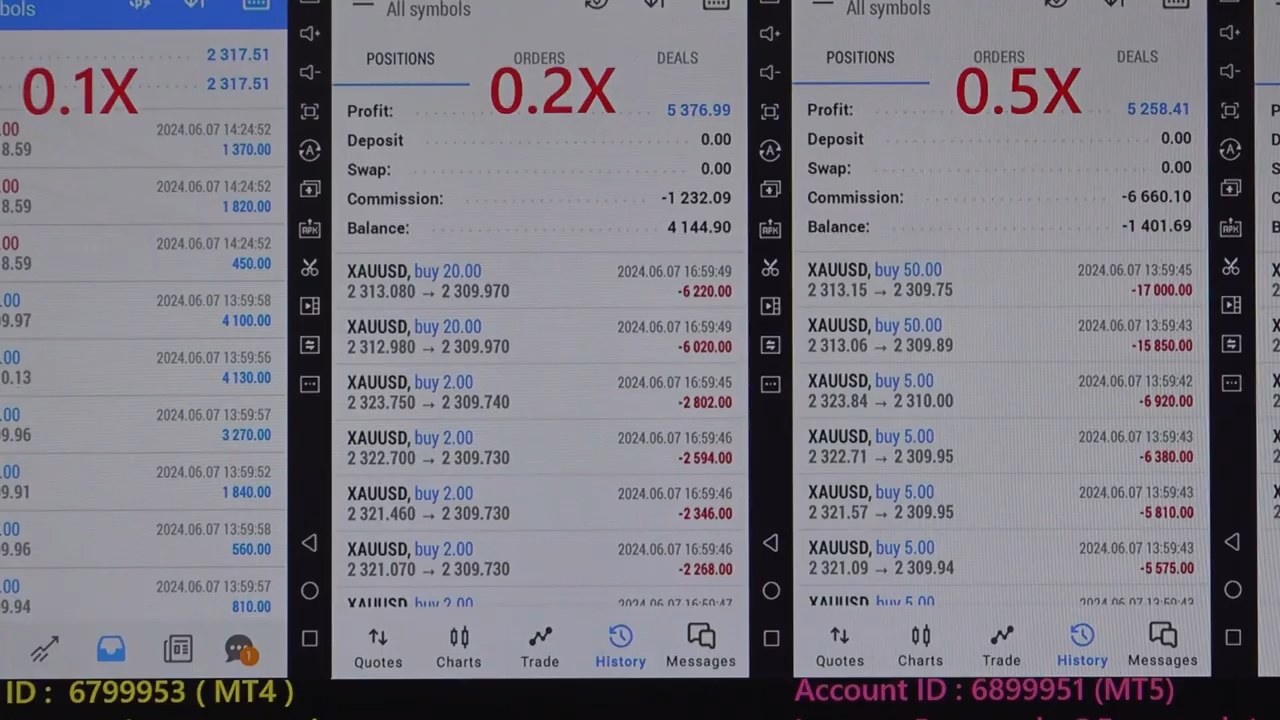 bols
2 317.51
2 317.51
0.1X
.00
2024.06.07 14:24:52
8.59
1 370.00
.00
2024.06.07 14:24:52
8.59
1 820.00
.00
2024.06.07 14:24:52
8.59
450.00
.00
2024.06.07 13:59:58
9.97
4 100.00
.00
2024.06.07 13:59:56
0.13
4 130.00
.00
2024.06.07 13:59:57
9.96
3 270.00
.00
2024.06.07 13:59:52
9.91
1 840.00
.00
2024.06.07 13:59:58
9.96
560.00
.00
2024.06.07 13:59:57
9.94
810.00
1
ID : 6799953 ( MT4 )
All symbols
POSITIONS ORDERS DEALS
0.2X
Profit: 5 376.99
Deposit 0.00
Swap: 0.00
Commission: -1 232.09
Balance: 4 144.90
XAUUSD, buy 20.00 2024.06.07 16:59:49
2 313.080 → 2 309.970 -6 220.00
XAUUSD, buy 20.00 2024.06.07 16:59:49
2 312.980 → 2 309.970 -6 020.00
XAUUSD, buy 2.00 2024.06.07 16:59:45
2 323.750 → 2 309.740 -2 802.00
XAUUSD, buy 2.00 2024.06.07 16:59:46
2 322.700 → 2 309.730 -2 594.00
XAUUSD, buy 2.00 2024.06.07 16:59:46
2 321.460 → 2 309.730 -2 346.00
XAUUSD, buy 2.00 2024.06.07 16:59:46
2 321.070 → 2 309.730 -2 268.00
XAUUSD, buy 2.00 2024.06.07 16:59:47
Quotes Charts Trade History Messages
All symbols
POSITIONS ORDERS DEALS
0.5X
Profit: 5 258.41
Deposit 0.00
Swap: 0.00
Commission: -6 660.10
Balance: -1 401.69
XAUUSD, buy 50.00 2024.06.07 13:59:45
2 313.15 → 2 309.75 -17 000.00
XAUUSD, buy 50.00 2024.06.07 13:59:43
2 313.06 → 2 309.89 -15 850.00
XAUUSD, buy 5.00 2024.06.07 13:59:42
2 323.84 → 2 310.00 -6 920.00
XAUUSD, buy 5.00 2024.06.07 13:59:43
2 322.71 → 2 309.95 -6 380.00
XAUUSD, buy 5.00 2024.06.07 13:59:43
2 321.57 → 2 309.95 -5 810.00
XAUUSD, buy 5.00 2024.06.07 13:59:43
2 321.09 → 2 309.94 -5 575.00
XAUUSD, buy 5.00 2024.06.07 13:59:43
Quotes Charts Trade History Messages
Account ID : 6899951 (MT5)